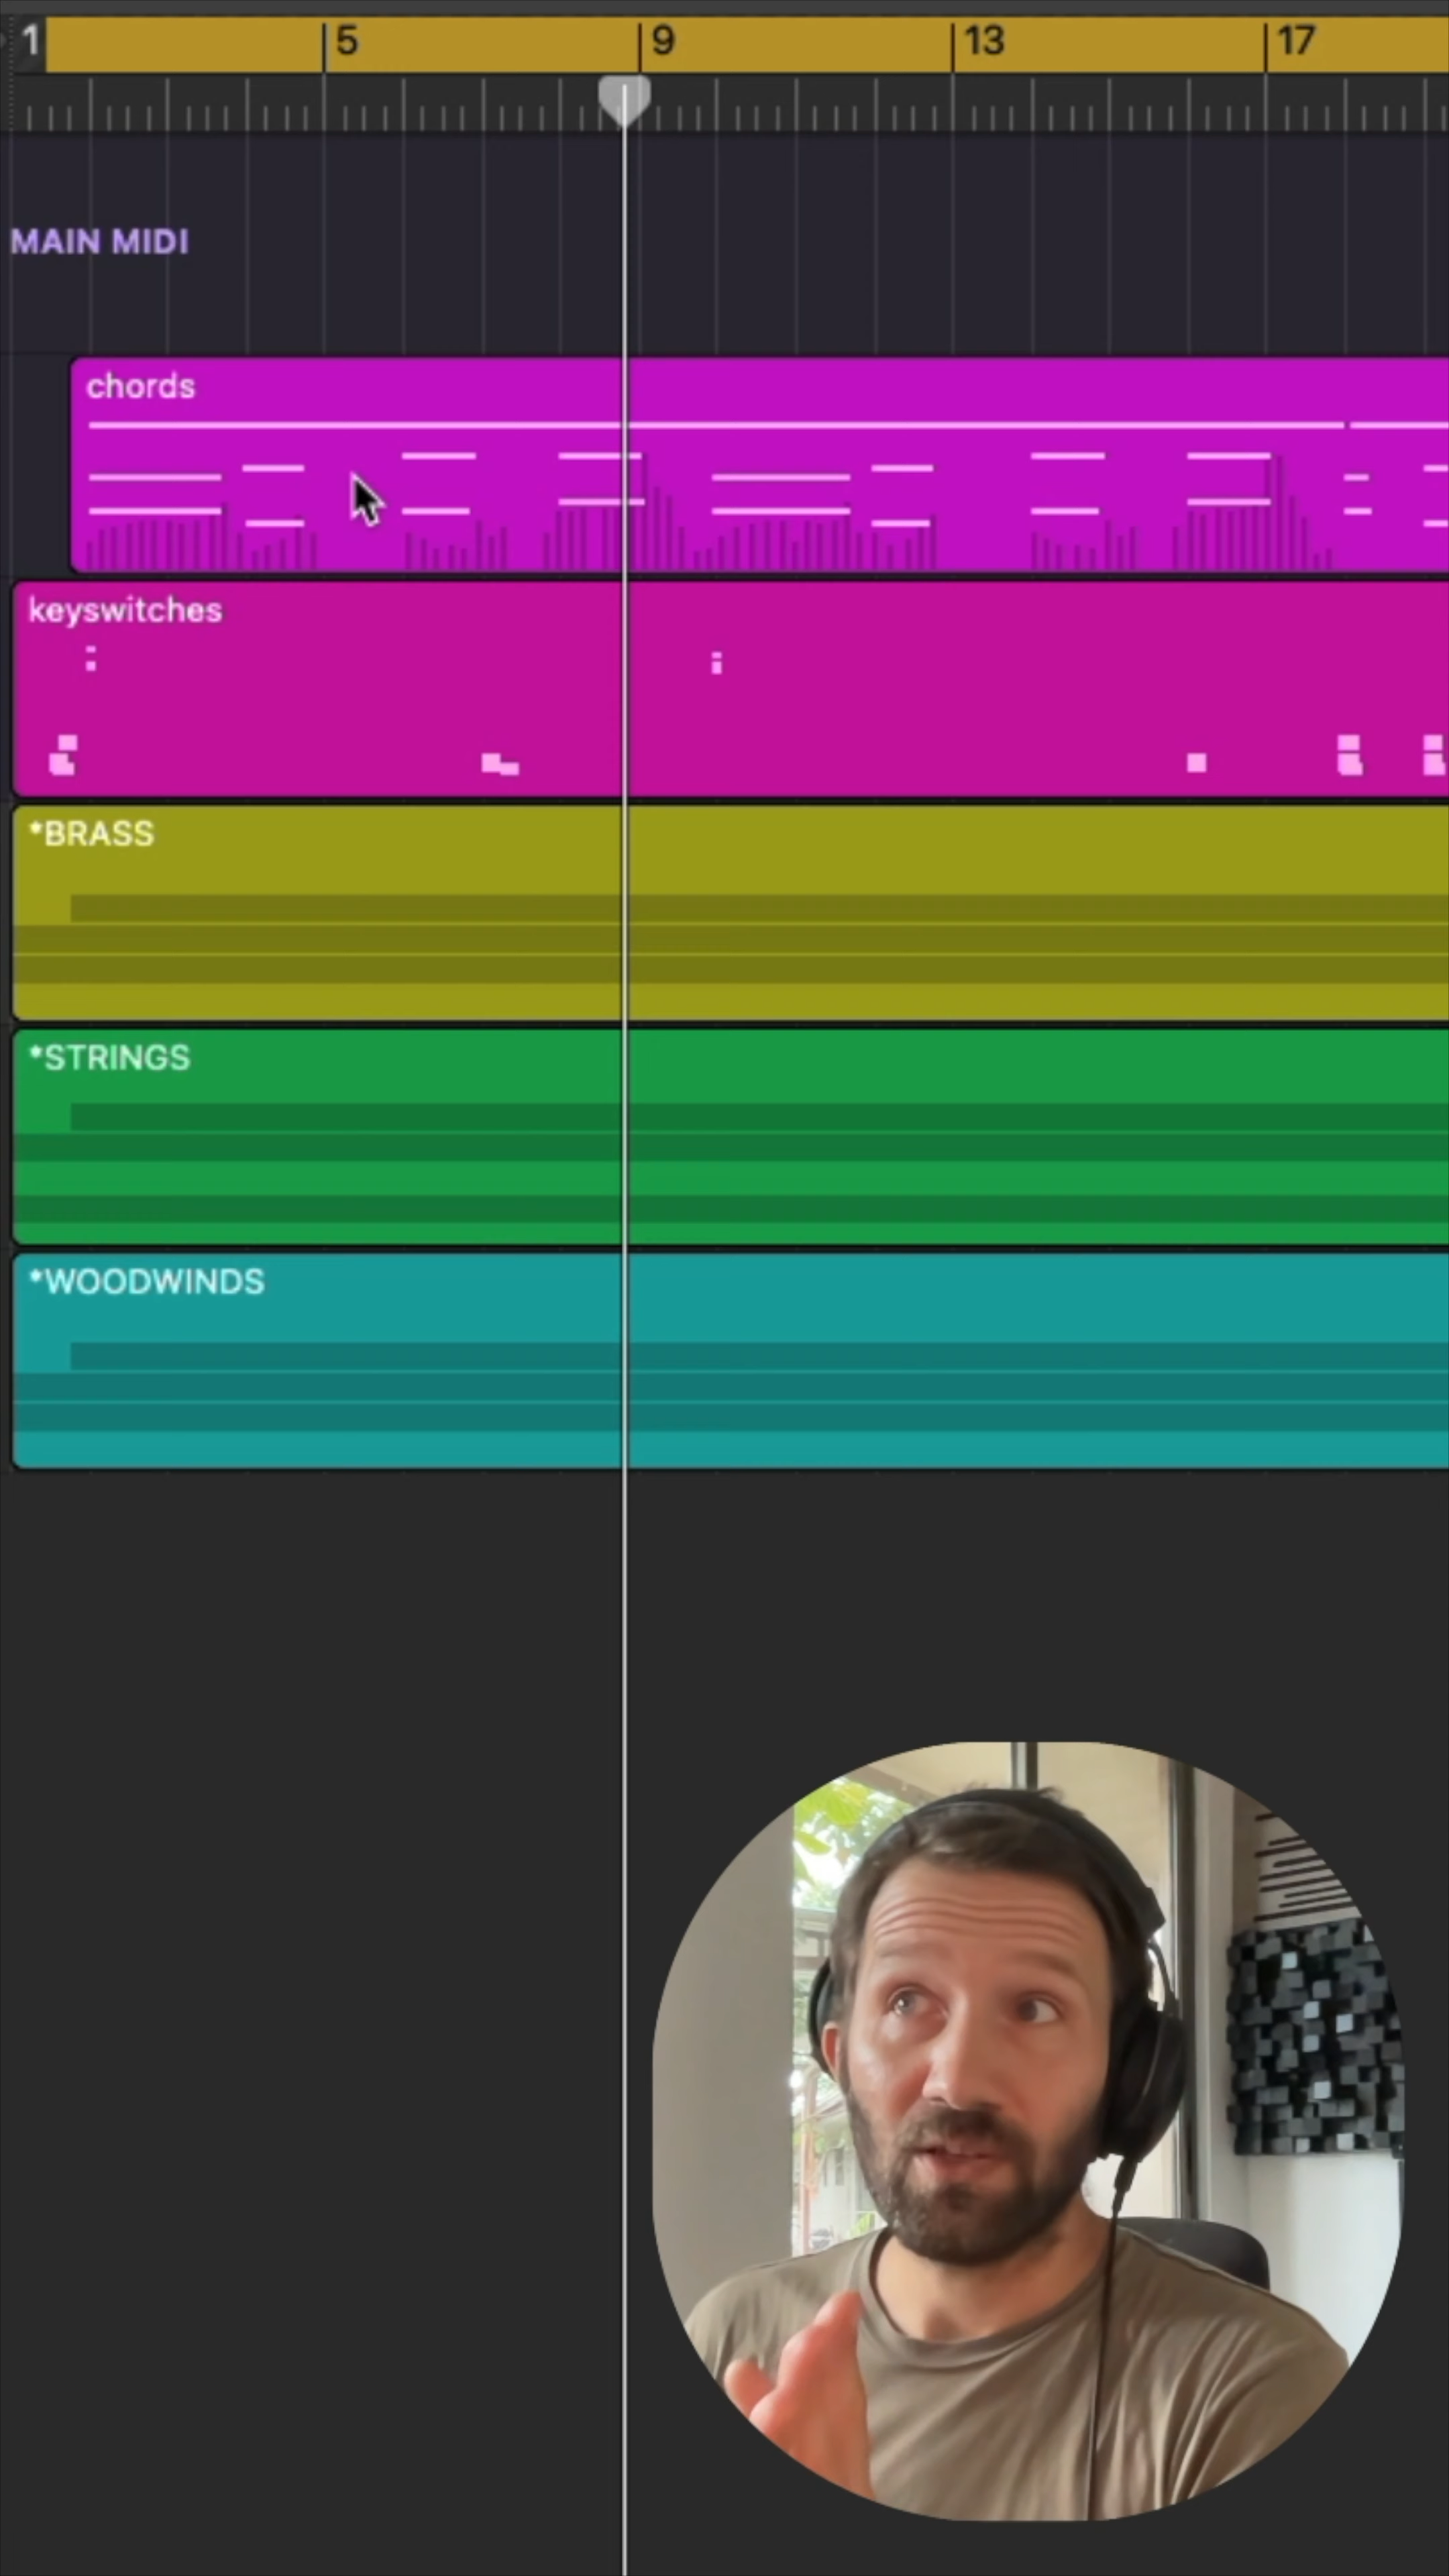 1 5 9 13 17
MAIN MIDI
chords
keyswitches
*BRASS
*STRINGS
*WOODWINDS